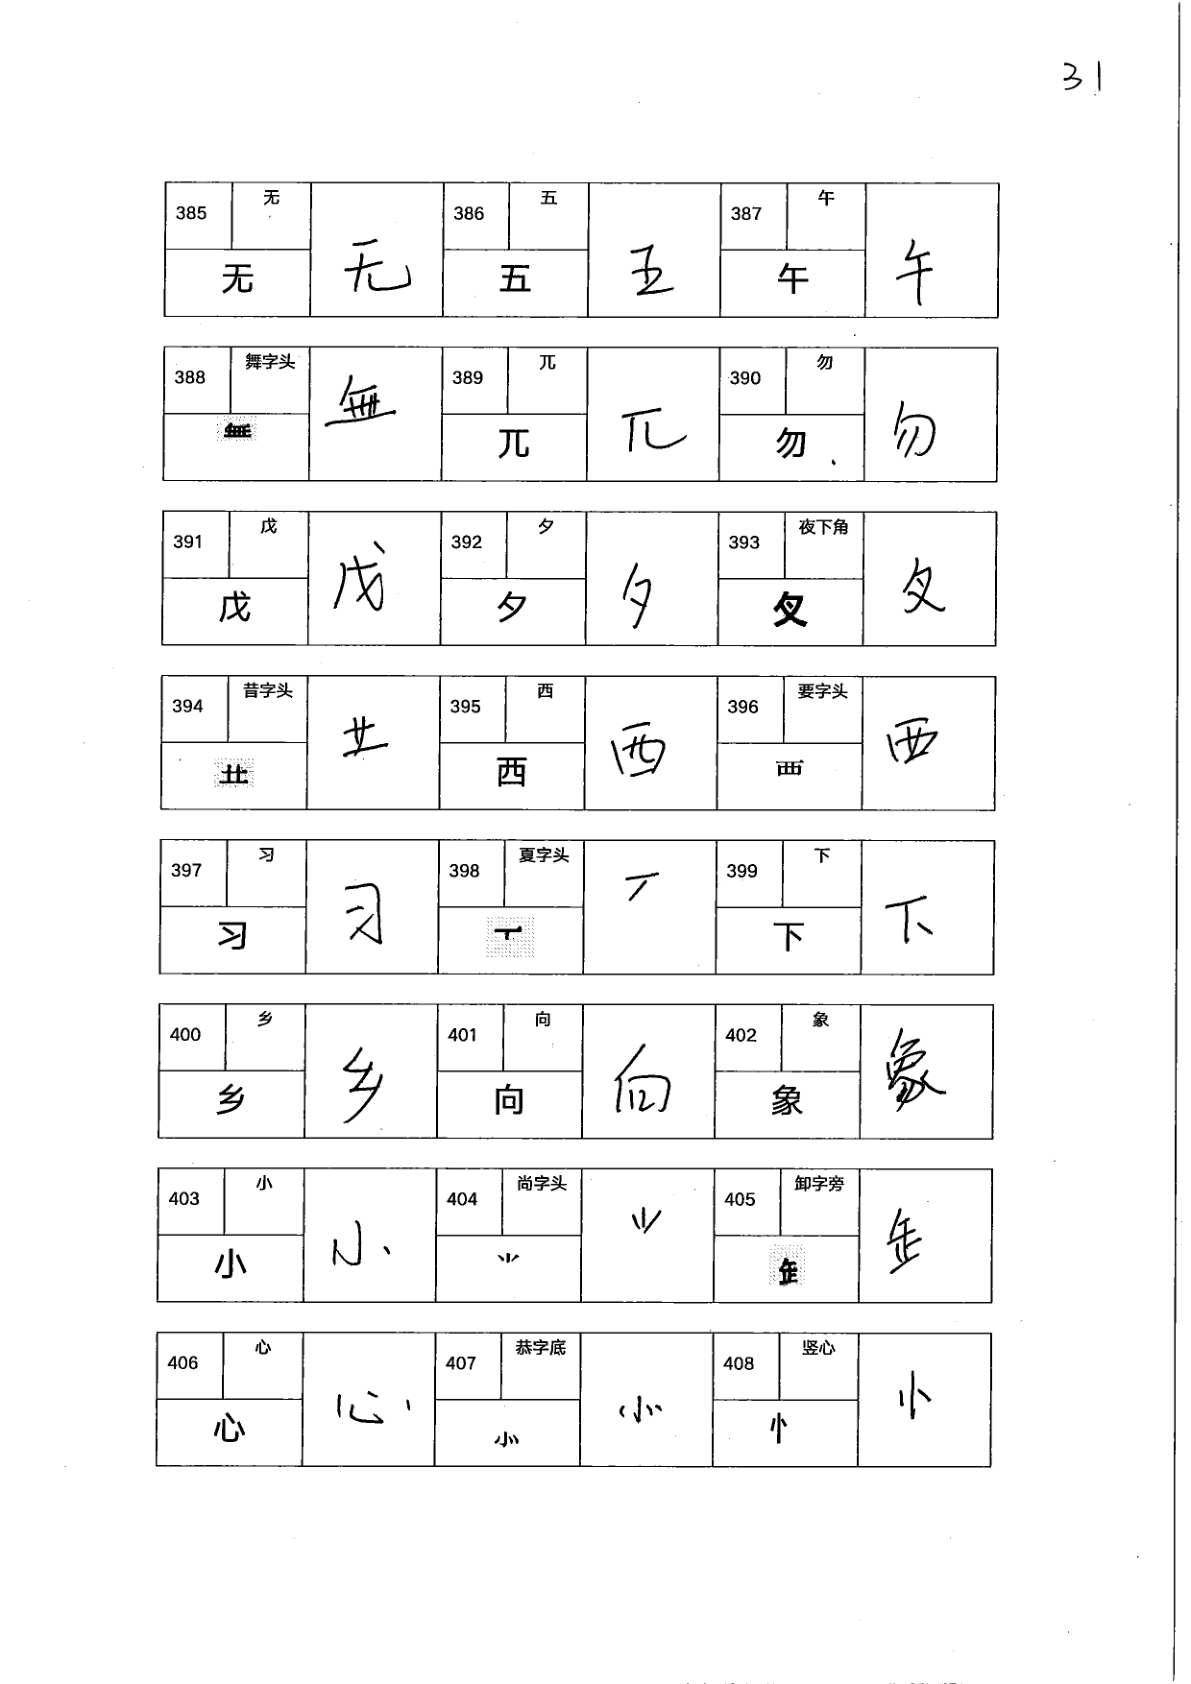 31
385 无 无 无 386 五 五 五 387 午 午 午
388 舞字头 無 389 兀 兀 兀 390 勿 勿 勿
391 戊 戊 戊 392 夕 夕 夕 393 夜下角 夂
394 昔字头 龷 龷 395 西 西 西 396 要字头 覀 覀
397 习 习 习 398 夏字头 丆 丆 399 下 下 下
400 乡 乡 乡 401 向 向 向 402 象 象 象
403 小 小 小 404 尚字头 ⺌ ⺌ 405 卸字旁
406 心 心 心 407 恭字底 㣺 㣺 408 竖心 忄 忄